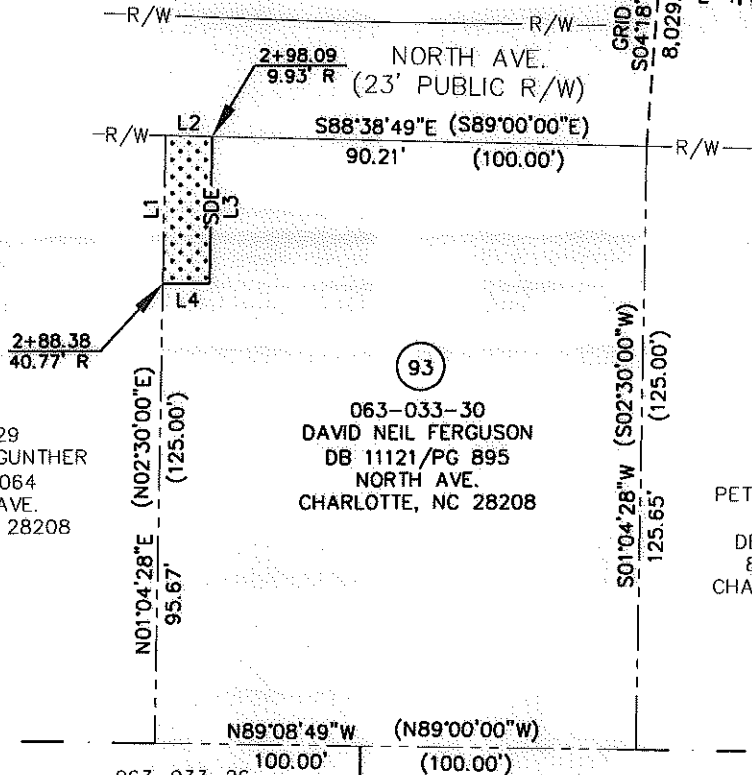 R/W
R/W
GRID
S04°18'
8,029
2+98.09
9.93' R
NORTH AVE.
(23' PUBLIC R/W)
R/W
L2
S88°38'49"E (S89°00'00"E)
90.21' (100.00')
R/W
L1
SDE
L3
L4
2+88.38
40.77' R
93
063-033-30
DAVID NEIL FERGUSON
DB 11121/PG 895
NORTH AVE.
CHARLOTTE, NC 28208
29
GUNTHER
064
AVE.
28208
N01°04'28"E (N02°30'00"E)
95.67' (125.00')
S01°04'28"W (S02°30'00"W)
125.65' (125.00')
PET
DB
8
CHA
N89°08'49"W (N89°00'00"W)
100.00' (100.00')